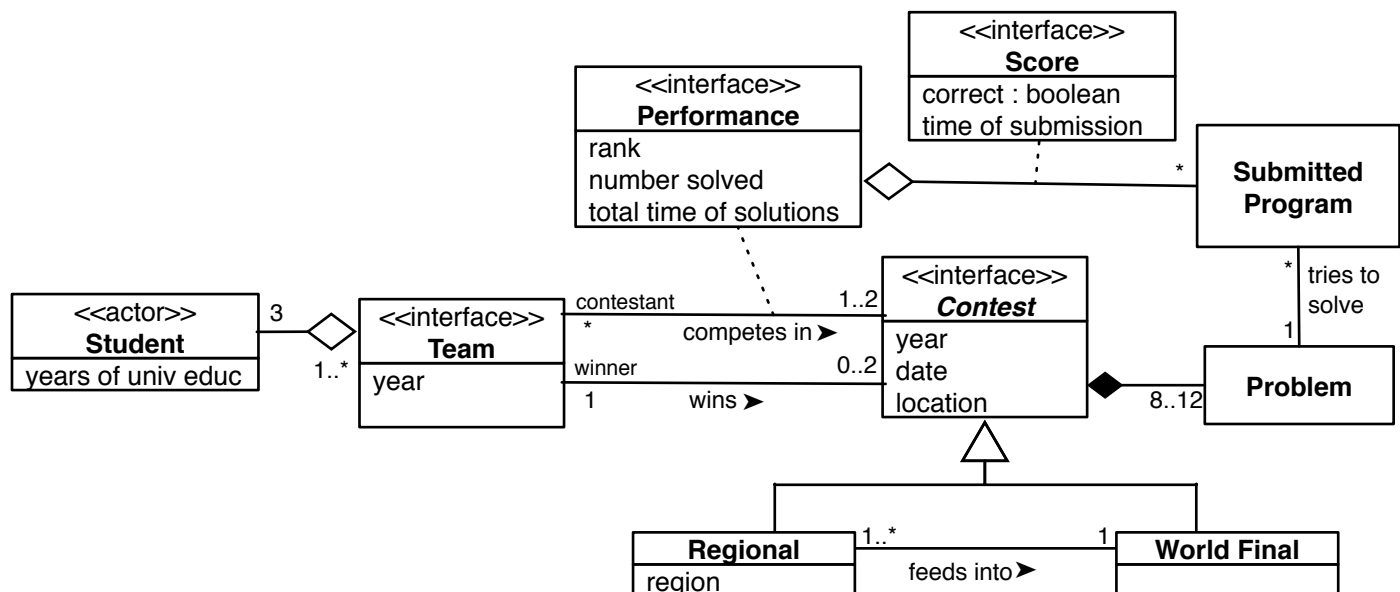 <<interface>>
Score
correct : boolean
time of submission
<<interface>>
Performance
rank
number solved
total time of solutions
*
Submitted
Program
*
tries to
solve
1
<<actor>>
Student
years of univ educ
3
1..*
<<interface>>
Team
year
contestant
*
competes in ➤
1..2
winner
1
wins ➤
0..2
<<interface>>
Contest
year
date
location
8..12
Problem
Regional
region
1..*
feeds into ➤
1
World Final